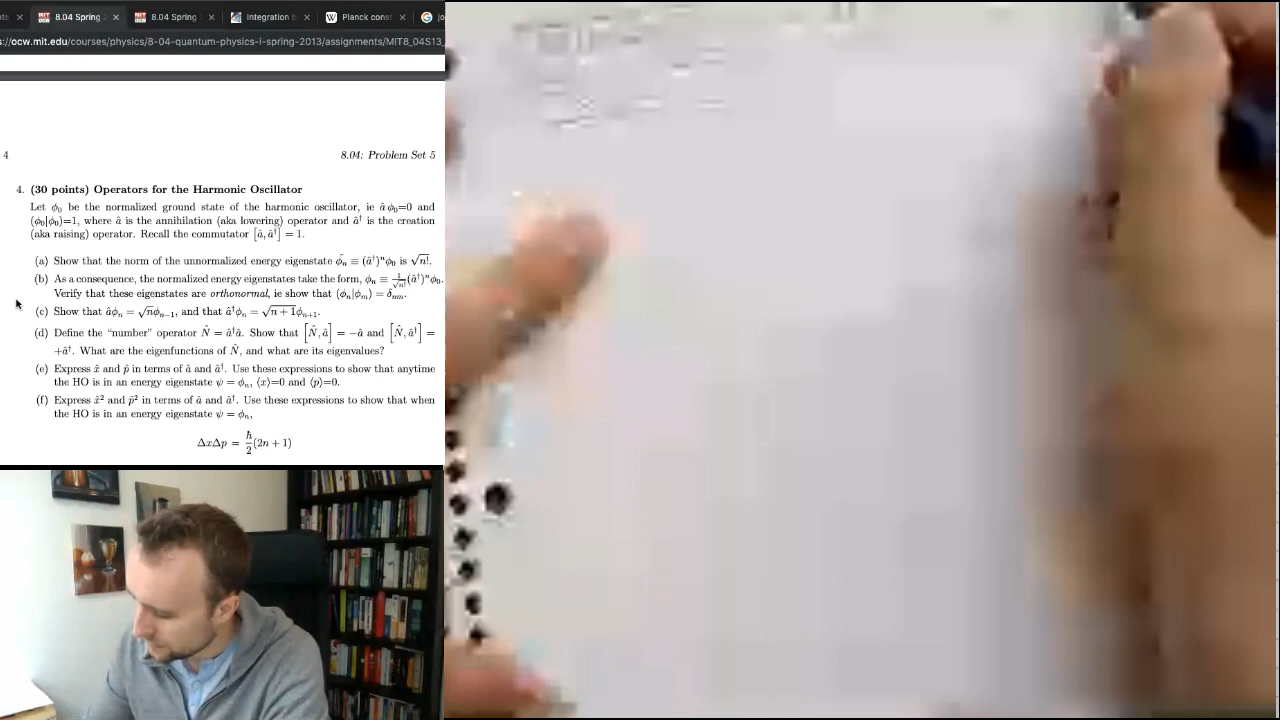 8.04 Spring
8.04 Spring
Integration b
Planck cons
s://ocw.mit.edu/courses/physics/8-04-quantum-physics-i-spring-2013/assignments/MIT8_04S13_
4 8.04: Problem Set 5
4. (30 points) Operators for the Harmonic Oscillator
Let ϕ₀ be the normalized ground state of the harmonic oscillator, ie â ϕ₀=0 and
(ϕ₀|ϕ₀)=1, where â is the annihilation (aka lowering) operator and â† is the creation
(aka raising) operator. Recall the commutator [â, â†] = 1.
(a) Show that the norm of the unnormalized energy eigenstate ϕ̃ₙ ≡ (â†)ⁿϕ₀ is √n!.
(b) As a consequence, the normalized energy eigenstates take the form, ϕₙ ≡ 1/√n! (â†)ⁿϕ₀.
Verify that these eigenstates are orthonormal, ie show that (ϕₙ|ϕₘ) = δₙₘ.
(c) Show that âϕₙ = √n ϕₙ₋₁, and that â†ϕₙ = √n+1 ϕₙ₊₁.
(d) Define the “number” operator N̂ = â†â. Show that [N̂, â] = −â and [N̂, â†] =
+â†. What are the eigenfunctions of N̂, and what are its eigenvalues?
(e) Express x̂ and p̂ in terms of â and â†. Use these expressions to show that anytime
the HO is in an energy eigenstate ψ = ϕₙ, ⟨x⟩=0 and ⟨p⟩=0.
(f) Express x̂² and p̂² in terms of â and â†. Use these expressions to show that when
the HO is in an energy eigenstate ψ = ϕₙ,
ΔxΔp = ħ/2 (2n + 1)